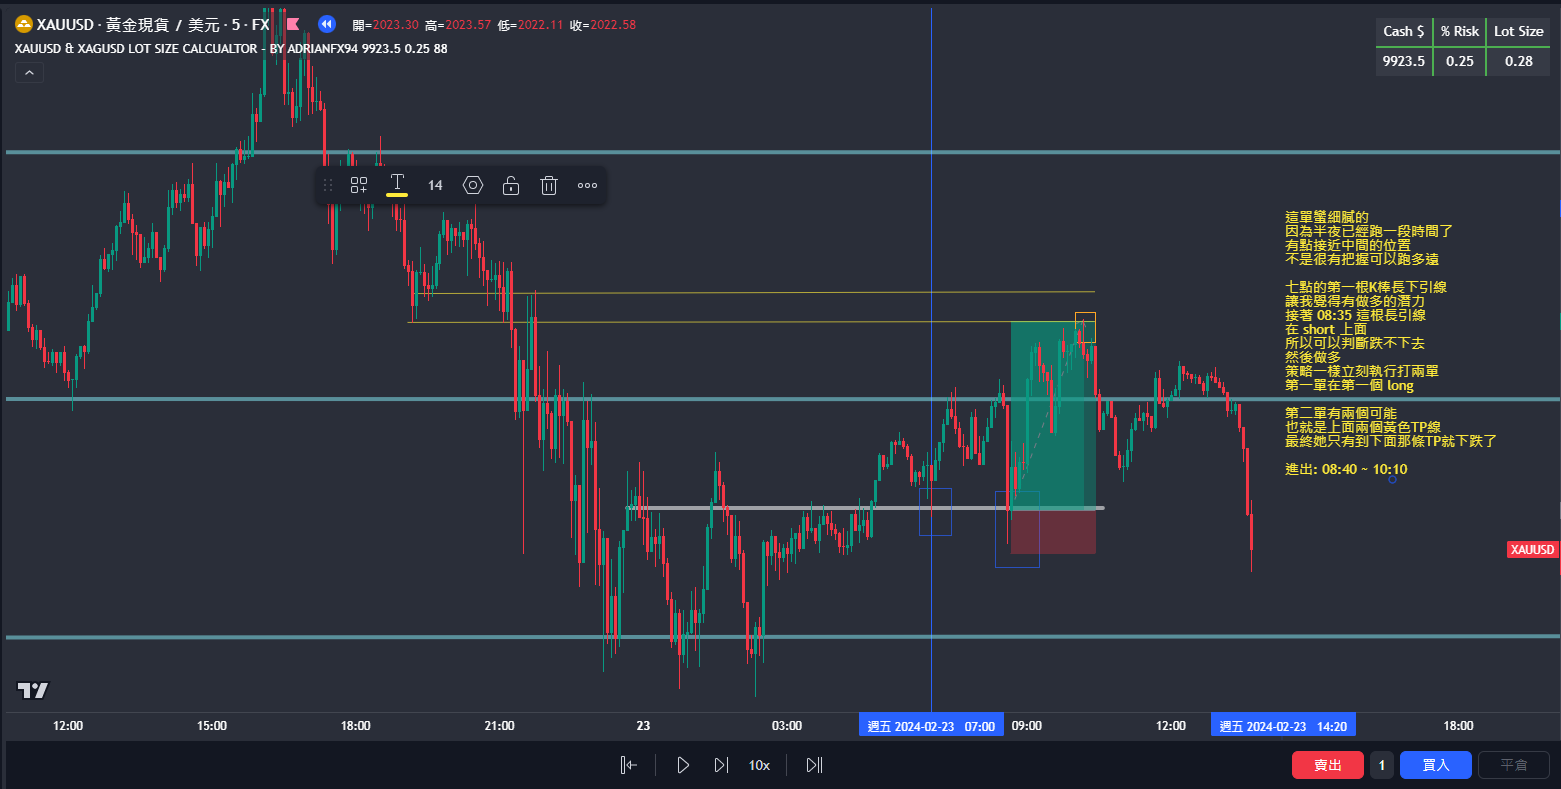 XAUUSD · 黃金現貨 / 美元 · 5 · FX 開=2023.30 高=2023.57 低=2022.11 收=2022.58
XAUUSD & XAGUSD LOT SIZE CALCUALTOR - BY ADRIANFX94 9923.5 0.25 88
Cash $ % Risk Lot Size
9923.5 0.25 0.28
14
這單蠻細膩的
因為半夜已經跑一段時間了
有點接近中間的位置
不是很有把握可以跑多遠
七點的第一根K棒長下引線
讓我覺得有做多的潛力
接著 08:35 這根長引線
在 short 上面
所以可以判斷跌不下去
然後做多
策略一樣立刻執行打兩單
第一單在第一個 long
第二單有兩個可能
也就是上面兩個黃色TP線
最終她只有到下面那條TP就下跌了
進出: 08:40 ~ 10:10
XAUUSD
12:00 15:00 18:00 21:00 23 03:00 週五 2024-02-23 07:00 09:00 12:00 週五 2024-02-23 14:20 18:00
10x
賣出 1 買入 平倉